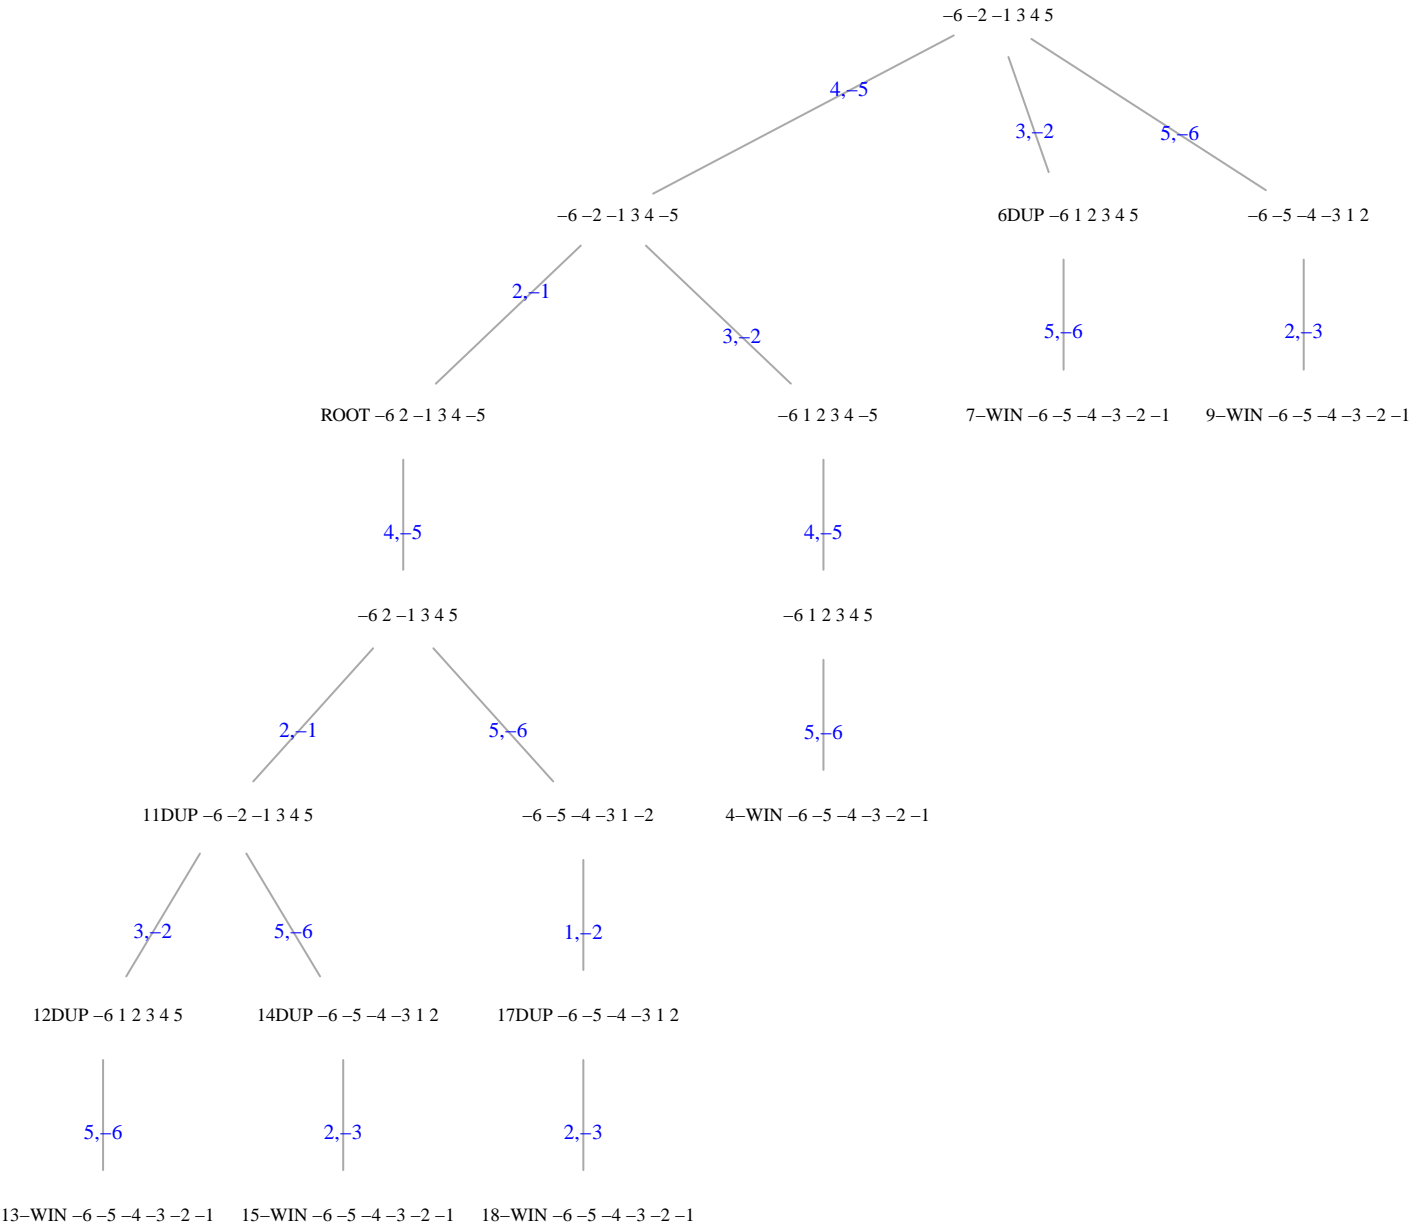 –6 –2 –1 3 4 5
4,–5
3,–2
5,–6
–6 –2 –1 3 4 –5
6DUP –6 1 2 3 4 5
–6 –5 –4 –3 1 2
2,–1
3,–2
5,–6
2,–3
ROOT –6 2 –1 3 4 –5
–6 1 2 3 4 –5
7–WIN –6 –5 –4 –3 –2 –1
9–WIN –6 –5 –4 –3 –2 –1
4,–5
4,–5
–6 2 –1 3 4 5
–6 1 2 3 4 5
2,–1
5,–6
5,–6
11DUP –6 –2 –1 3 4 5
–6 –5 –4 –3 1 –2
4–WIN –6 –5 –4 –3 –2 –1
3,–2
5,–6
1,–2
12DUP –6 1 2 3 4 5
14DUP –6 –5 –4 –3 1 2
17DUP –6 –5 –4 –3 1 2
5,–6
2,–3
2,–3
13–WIN –6 –5 –4 –3 –2 –1
15–WIN –6 –5 –4 –3 –2 –1
18–WIN –6 –5 –4 –3 –2 –1